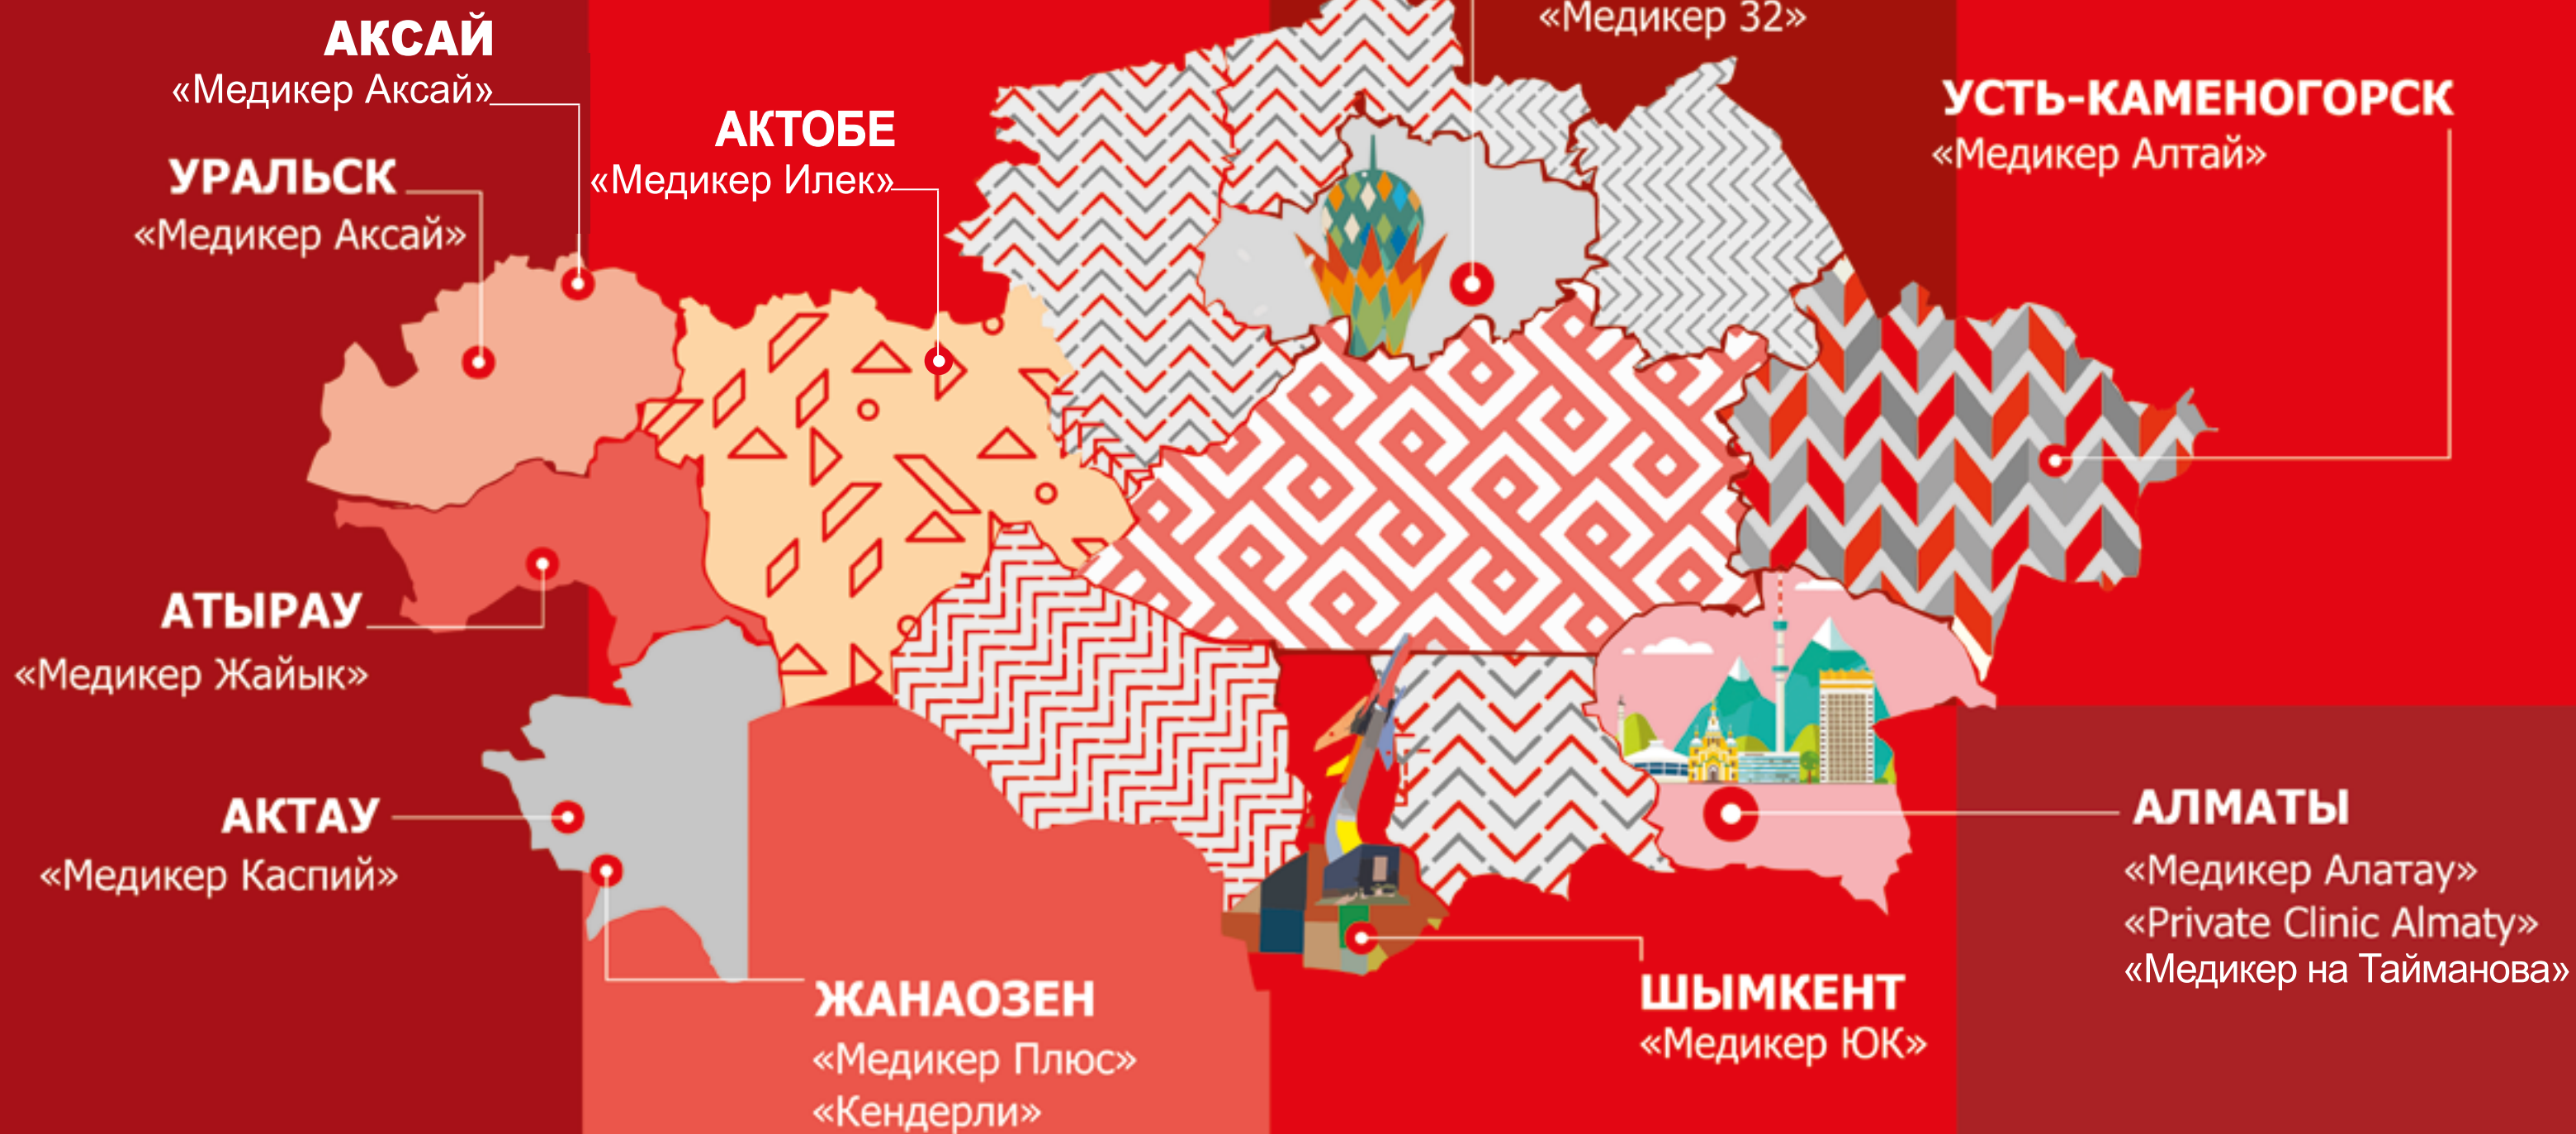 «Медикер 32»
АКСАЙ
«Медикер Аксай»
УРАЛЬСК
«Медикер Аксай»
АКТОБЕ
«Медикер Илек»
УСТЬ-КАМЕНОГОРСК
«Медикер Алтай»
АТЫРАУ
«Медикер Жайык»
АКТАУ
«Медикер Каспий»
ЖАНАОЗЕН
«Медикер Плюс»
«Кендерли»
ШЫМКЕНТ
«Медикер ЮК»
АЛМАТЫ
«Медикер Алатау»
«Private Clinic Almaty»
«Медикер на Тайманова»